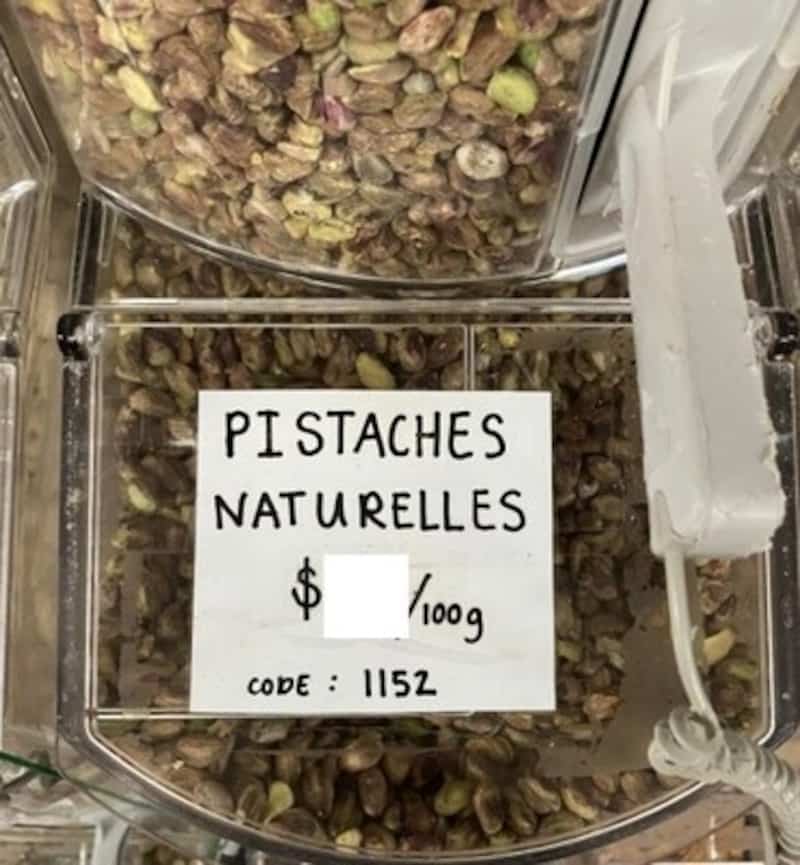 PISTACHES
NATURELLES
$ /100g
CODE : 1152